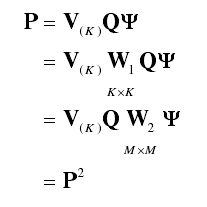 P = V(K)QΨ
= V(K) W1 QΨ
K×K
= V(K)Q W2 Ψ
M×M
= P2